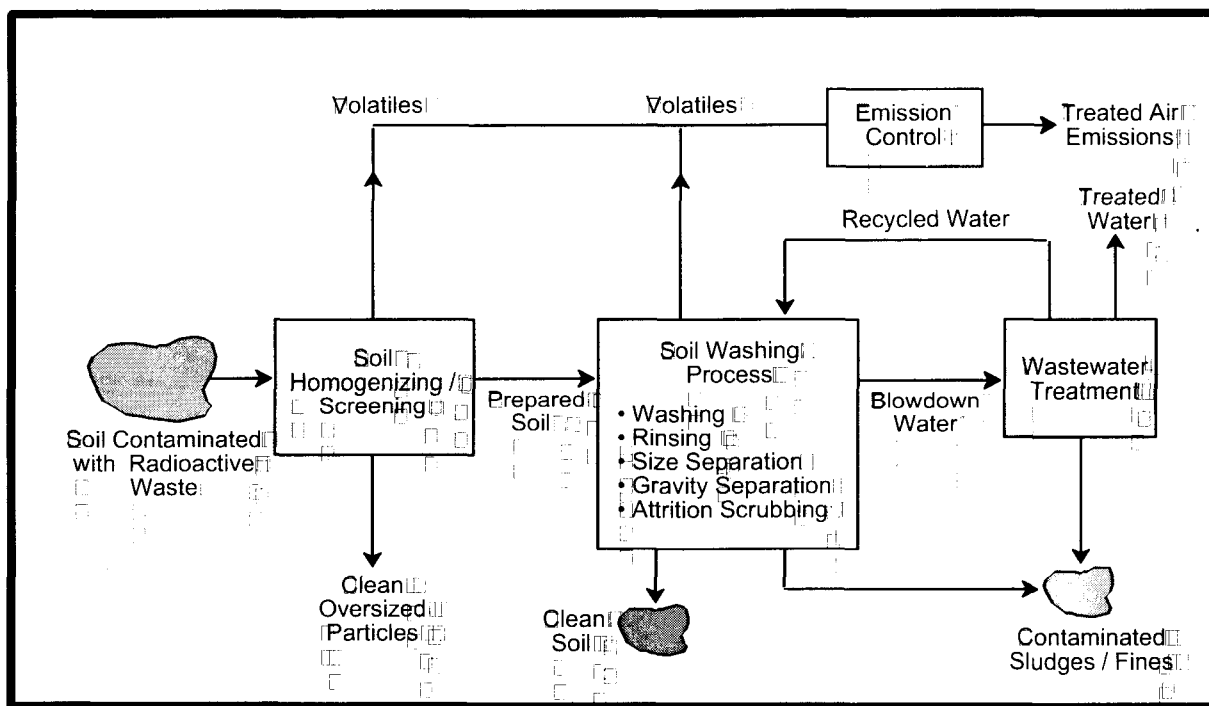 Volatiles
Volatiles
Emission
Control
Treated Air
Emissions
Treated
Water
Recycled Water
Soil
Homogenizing /
Screening
Prepared
Soil
Soil Washing
Process
• Washing
• Rinsing
• Size Separation
• Gravity Separation
• Attrition Scrubbing
Blowdown
Water
Wastewater
Treatment
Soil Contaminated
with Radioactive
Waste
Clean
Oversized
Particles
Clean
Soil
Contaminated
Sludges / Fines